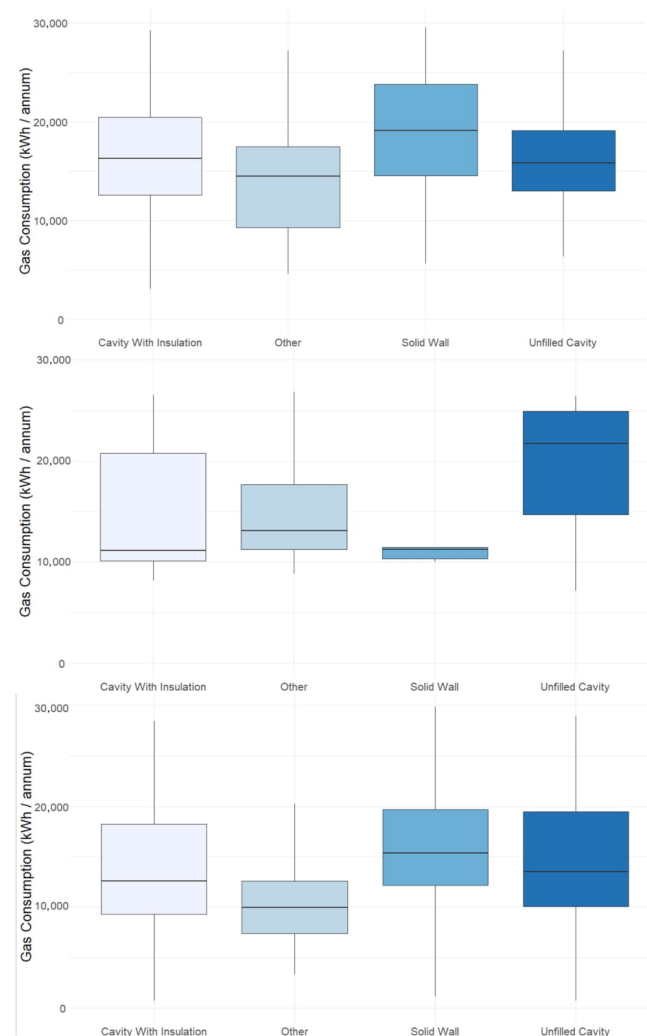 30,000
20,000
10,000
0
Gas Consumption (kWh / annum)
Cavity With Insulation Other Solid Wall Unfilled Cavity
30,000
20,000
10,000
0
Gas Consumption (kWh / annum)
Cavity With Insulation Other Solid Wall Unfilled Cavity
30,000
20,000
10,000
0
Gas Consumption (kWh / annum)
Cavity With Insulation Other Solid Wall Unfilled Cavity